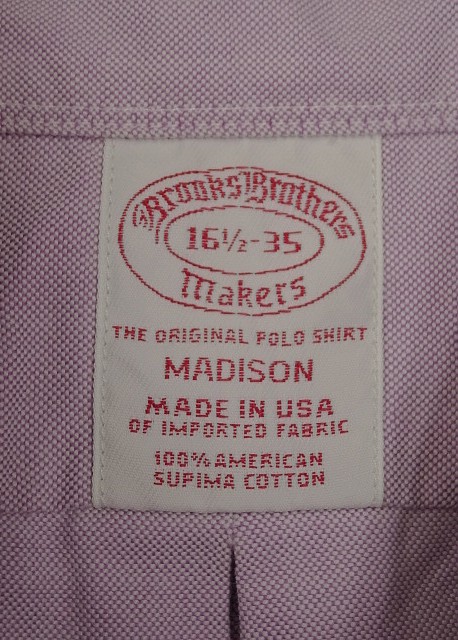 Brooks Brothers
16½-35
Makers
THE ORIGINAL POLO SHIRT
MADISON
MADE IN USA
OF IMPORTED FABRIC
100% AMERICAN
SUPIMA COTTON